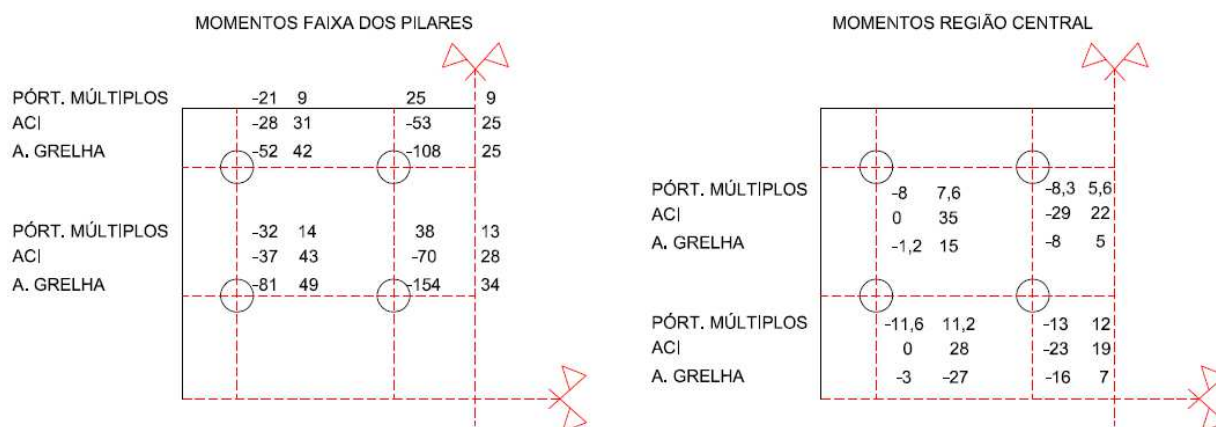 MOMENTOS FAIXA DOS PILARES
PÓRT. MÚLTIPLOS -21 9 25 9
ACI -28 31 -53 25
A. GRELHA -52 42 -108 25
PÓRT. MÚLTIPLOS -32 14 38 13
ACI -37 43 -70 28
A. GRELHA -81 49 -154 34
MOMENTOS REGIÃO CENTRAL
PÓRT. MÚLTIPLOS -8 7,6 -8,3 5,6
ACI 0 35 -29 22
A. GRELHA -1,2 15 -8 5
PÓRT. MÚLTIPLOS -11,6 11,2 -13 12
ACI 0 28 -23 19
A. GRELHA -3 -27 -16 7